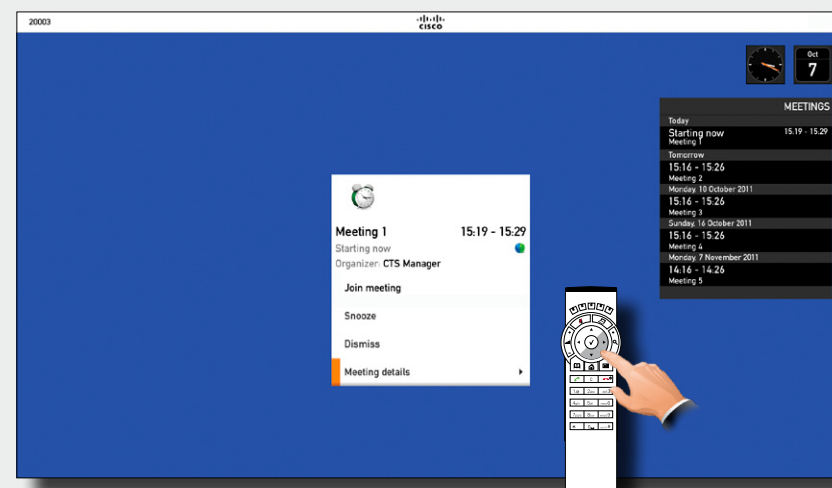 20003
CISCO
Oct
7
MEETINGS
Today
Starting now 15.19 - 15.29
Meeting 1
Tomorrow
15:16 - 15:26
Meeting 2
Monday, 10 October 2011
15:16 - 15:26
Meeting 3
Sunday, 16 October 2011
15:16 - 15:26
Meeting 4
Monday, 7 November 2011
14:16 - 14:26
Meeting 5
Meeting 1 15:19 - 15:29
Starting now
Organizer: CTS Manager
Join meeting
Snooze
Dismiss
Meeting details